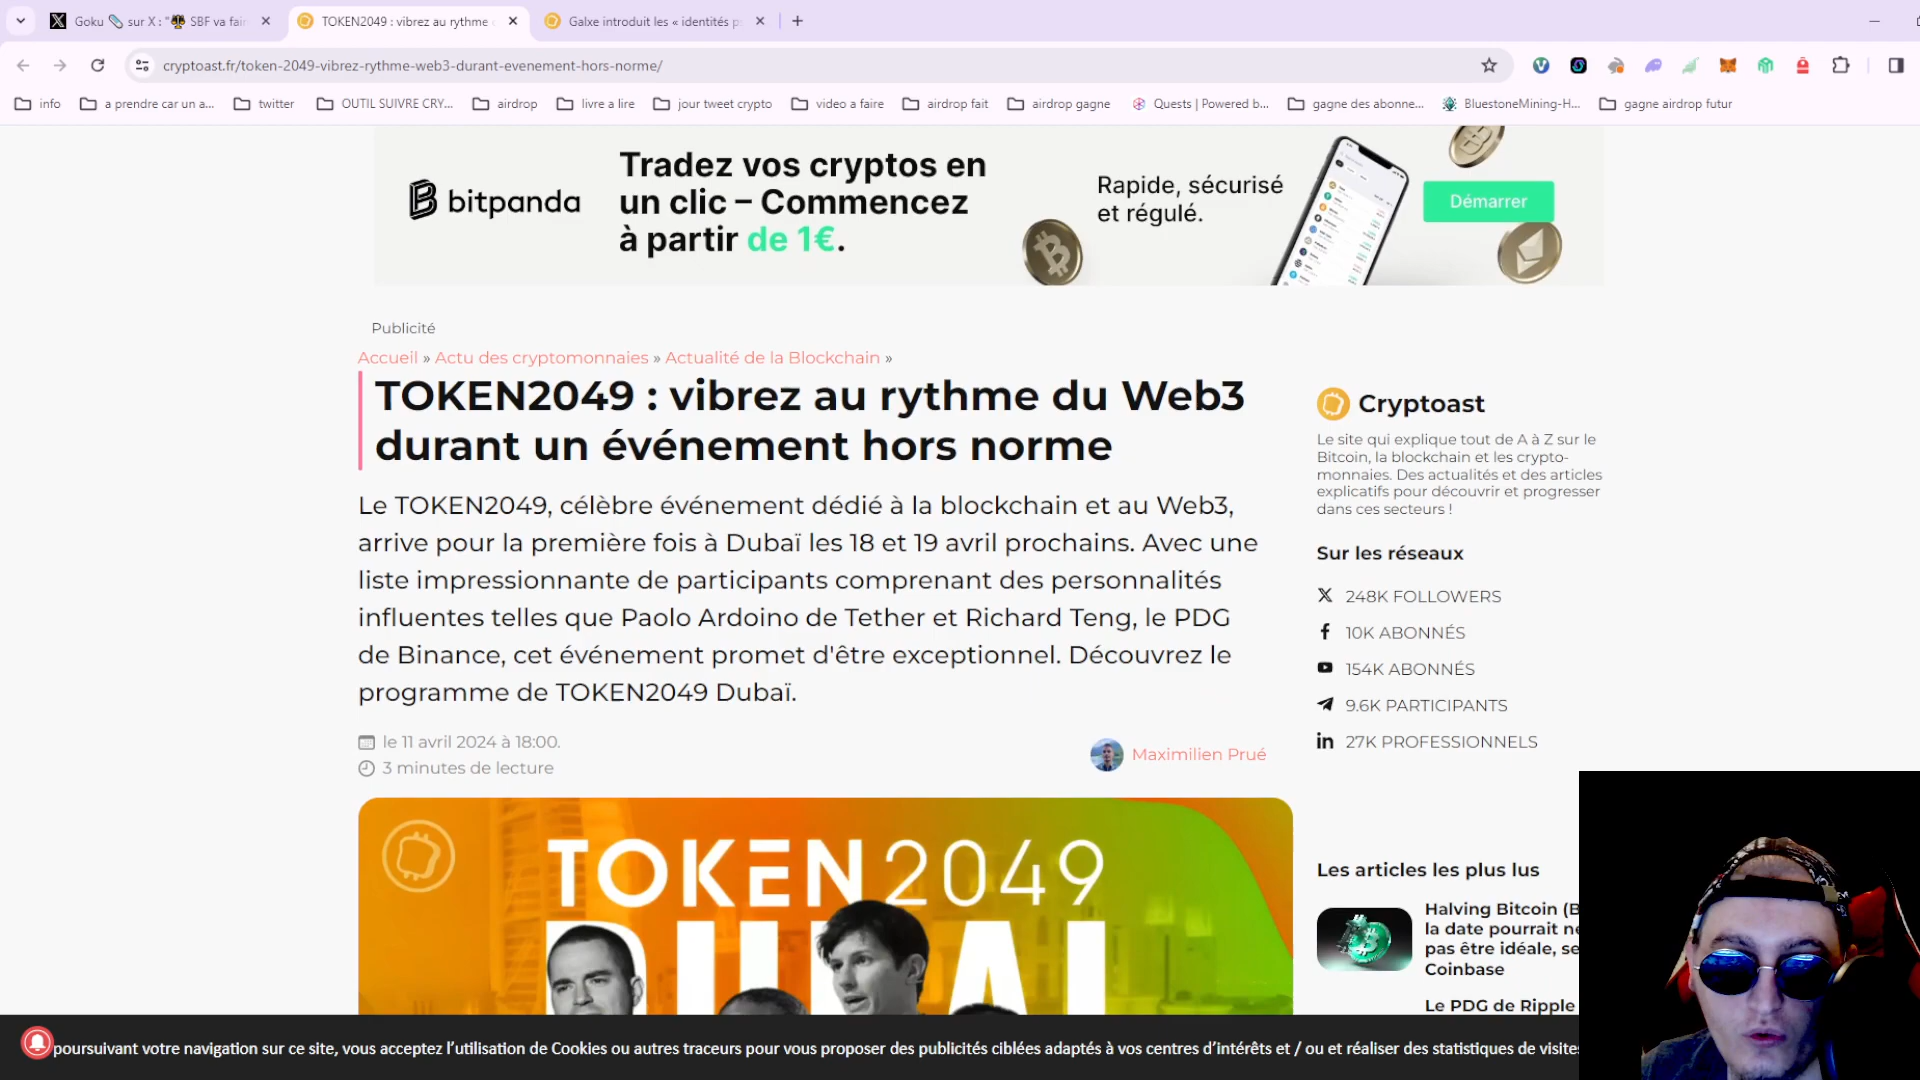 Goku 📎 sur X : "🐯 SBF va fair
TOKEN2049 : vibrez au rythme
Galxe introduit les « identités p
cryptoast.fr/token-2049-vibrez-rythme-web3-durant-evenement-hors-norme/
info
a prendre car un a...
twitter
OUTIL SUIVRE CRY...
airdrop
livre a lire
jour tweet crypto
video a faire
airdrop fait
airdrop gagne
Quests | Powered b...
gagne des abonne...
BluestoneMining-H...
gagne airdrop futur
bitpanda
Tradez vos cryptos en
un clic – Commencez
à partir de 1€.
Rapide, sécurisé
et régulé.
Démarrer
Publicité
Accueil » Actu des cryptomonnaies » Actualité de la Blockchain »
TOKEN2049 : vibrez au rythme du Web3
durant un événement hors norme
Le TOKEN2049, célèbre événement dédié à la blockchain et au Web3,
arrive pour la première fois à Dubaï les 18 et 19 avril prochains. Avec une
liste impressionnante de participants comprenant des personnalités
influentes telles que Paolo Ardoino de Tether et Richard Teng, le PDG
de Binance, cet événement promet d'être exceptionnel. Découvrez le
programme de TOKEN2049 Dubaï.
le 11 avril 2024 à 18:00.
3 minutes de lecture
Maximilien Prué
TOKEN2049
DUBAI
Cryptoast
Le site qui explique tout de A à Z sur le
Bitcoin, la blockchain et les crypto-
monnaies. Des actualités et des articles
explicatifs pour découvrir et progresser
dans ces secteurs !
Sur les réseaux
248K FOLLOWERS
10K ABONNÉS
154K ABONNÉS
9.6K PARTICIPANTS
27K PROFESSIONNELS
Les articles les plus lus
Halving Bitcoin (B
la date pourrait ne
pas être idéale, se
Coinbase
Le PDG de Ripple
poursuivant votre navigation sur ce site, vous acceptez l’utilisation de Cookies ou autres traceurs pour vous proposer des publicités ciblées adaptés à vos centres d’intérêts et / ou et réaliser des statistiques de visites